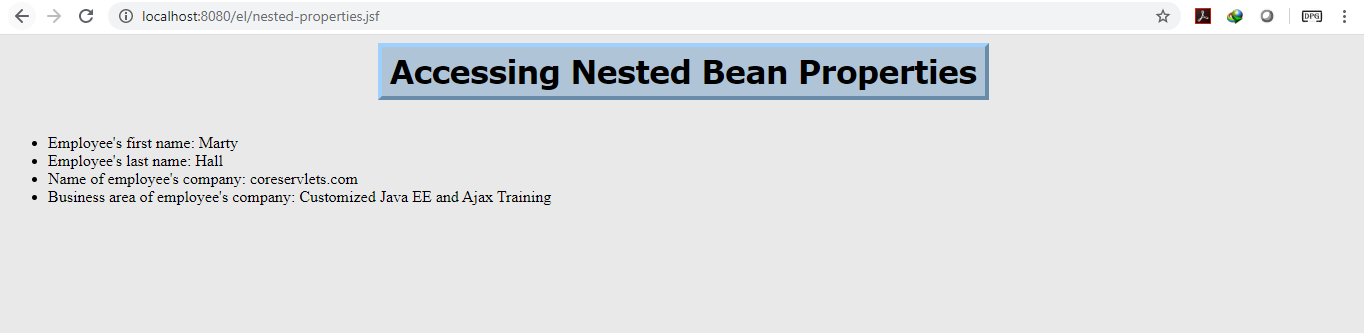 localhost:8080/el/nested-properties.jsf
DPG
Accessing Nested Bean Properties
Employee's first name: Marty
Employee's last name: Hall
Name of employee's company: coreservlets.com
Business area of employee's company: Customized Java EE and Ajax Training